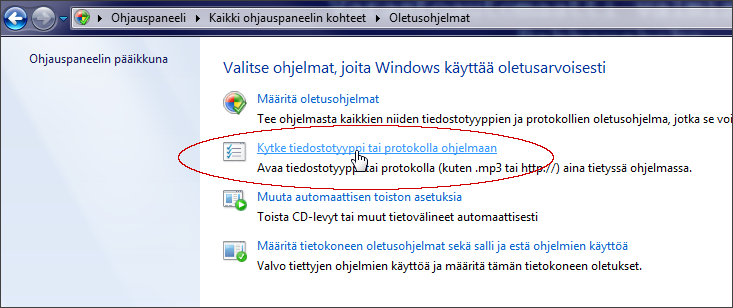 Ohjauspaneeli ▸ Kaikki ohjauspaneelin kohteet ▸ Oletusohjelmat
Ohjauspaneelin pääikkuna
Valitse ohjelmat, joita Windows käyttää oletusarvoisesti
Määritä oletusohjelmat
Tee ohjelmasta kaikkien niiden tiedostotyyppien ja protokollien oletusohjelma, jotka se voi
Kytke tiedostotyyppi tai protokolla ohjelmaan
Avaa tiedostotyyppi tai protokolla (kuten .mp3 tai http://) aina tietyssä ohjelmassa.
Muuta automaattisen toiston asetuksia
Toista CD-levyt tai muut tietovälineet automaattisesti
Määritä tietokoneen oletusohjelmat sekä salli ja estä ohjelmien käyttöä
Valvo tiettyjen ohjelmien käyttöä ja määritä tämän tietokoneen oletukset.